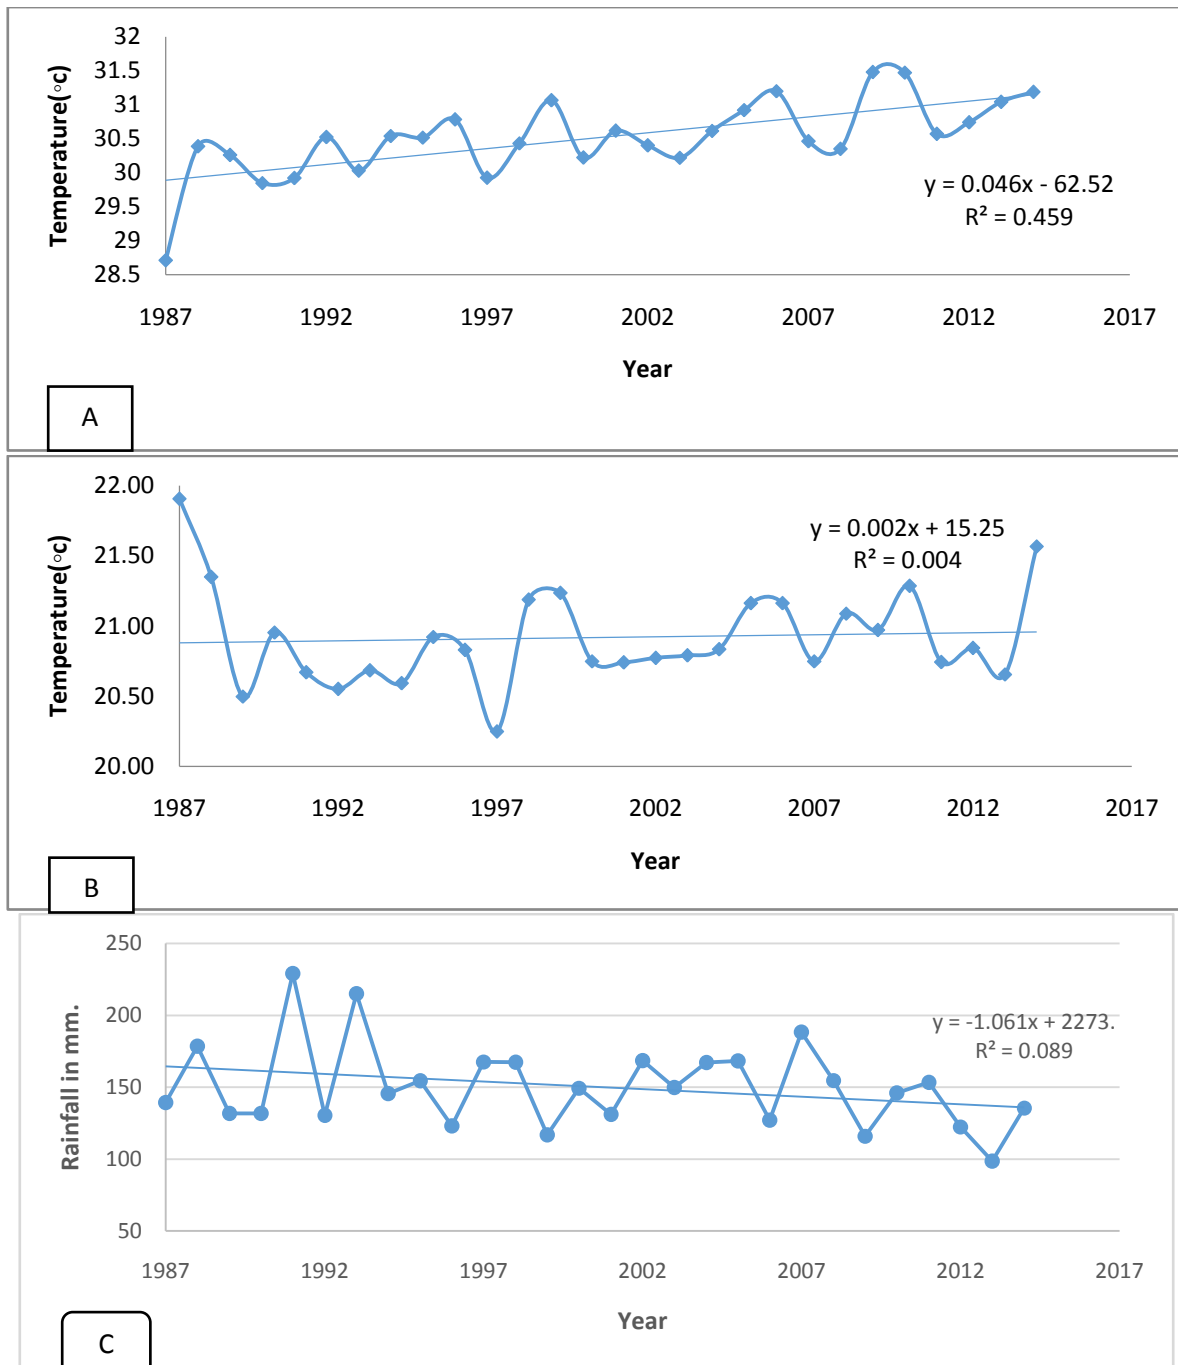 32
31.5
31
30.5
30
29.5
29
28.5
Temperature(◦c)
y = 0.046x - 62.52
R² = 0.459
1987 1992 1997 2002 2007 2012 2017
Year
A
22.00
21.50
21.00
20.50
20.00
Temperature(◦c)
y = 0.002x + 15.25
R² = 0.004
1987 1992 1997 2002 2007 2012 2017
Year
B
250
200
150
100
50
Rainfall in mm.
y = -1.061x + 2273.
R² = 0.089
1987 1992 1997 2002 2007 2012 2017
Year
C